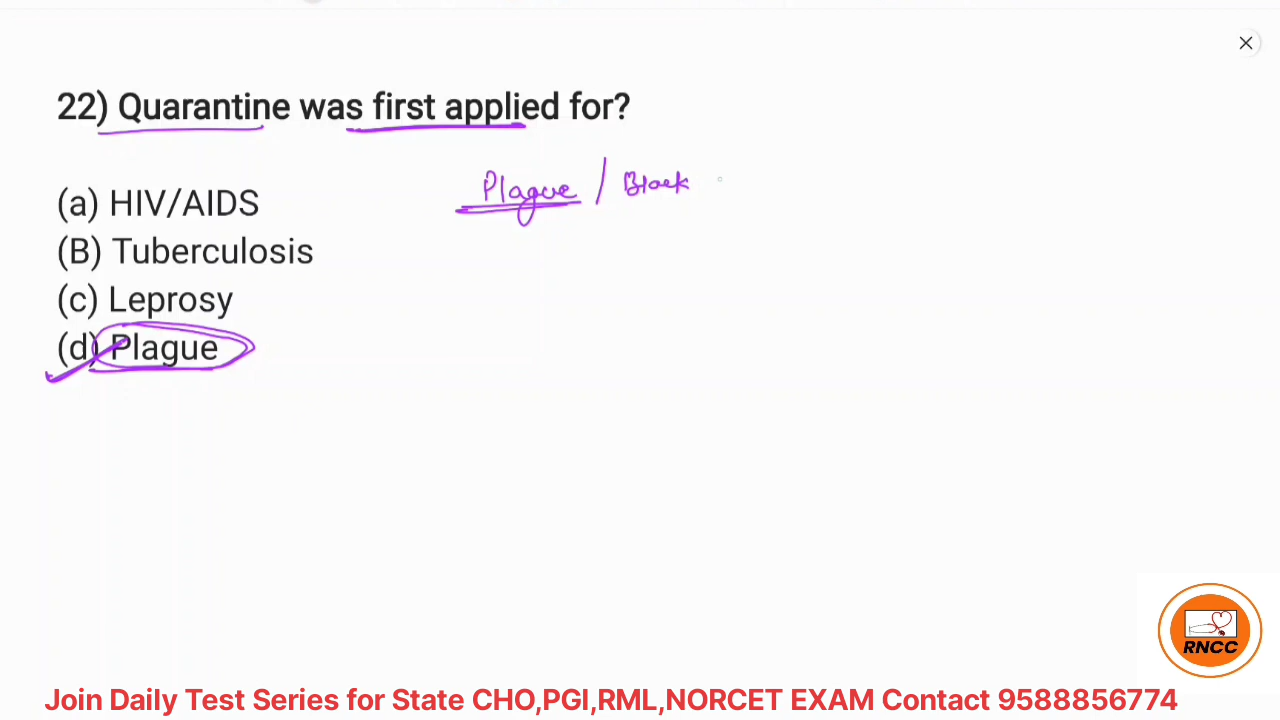 22) Quarantine was first applied for?
Plague / Black
(a) HIV/AIDS
(B) Tuberculosis
(c) Leprosy
(d) Plague
RNCC
Join Daily Test Series for State CHO,PGI,RML,NORCET EXAM Contact 9588856774